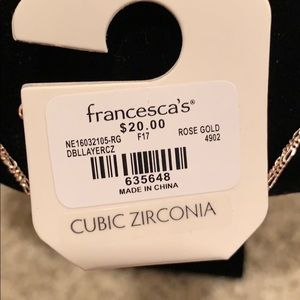 francesca's®
$20.00
NE16032105-RG F17 ROSE GOLD
DBLLAYERCZ 4902
635648
MADE IN CHINA
CUBIC ZIRCONIA